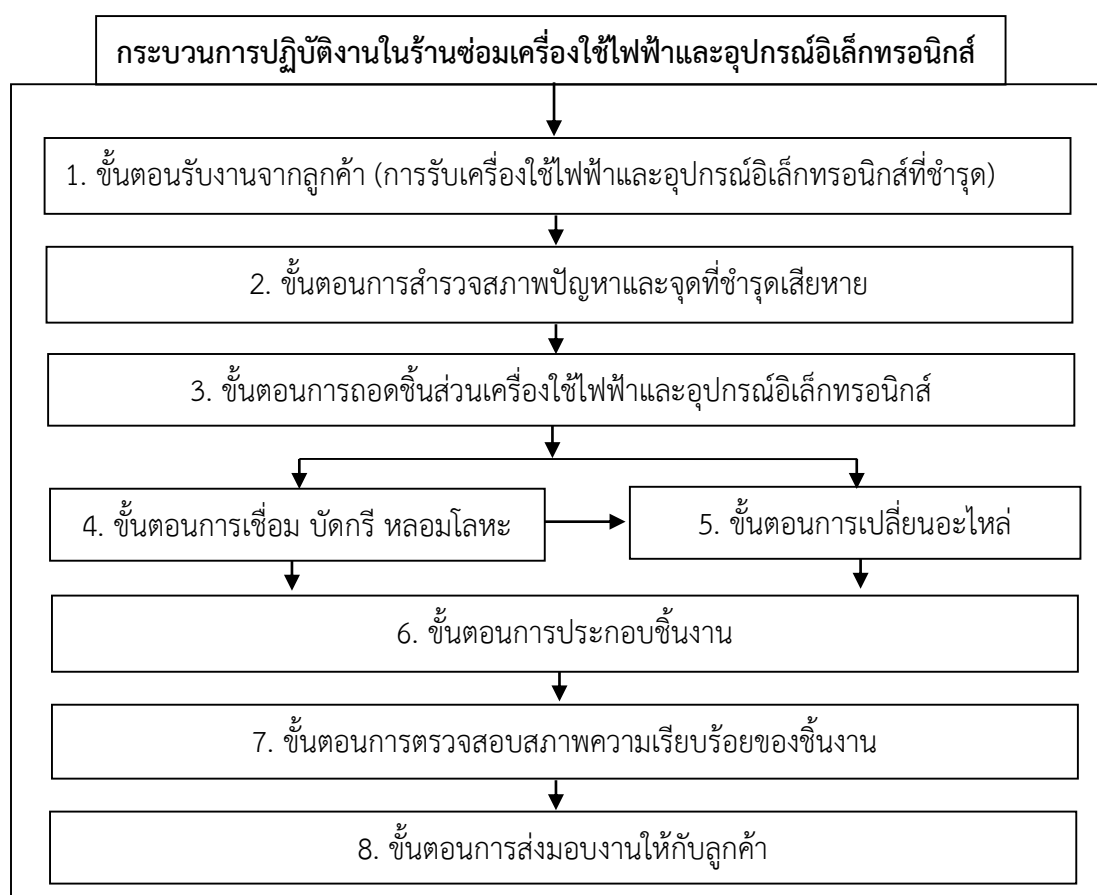 กระบวนการปฏิบัติงานในร้านซ่อมเครื่องใช้ไฟฟ้าและอุปกรณ์อิเล็กทรอนิกส์
1. ขั้นตอนรับงานจากลูกค้า (การรับเครื่องใช้ไฟฟ้าและอุปกรณ์อิเล็กทรอนิกส์ที่ชำรุด)
2. ขั้นตอนการสำรวจสภาพปัญหาและจุดที่ชำรุดเสียหาย
3. ขั้นตอนการถอดชิ้นส่วนเครื่องใช้ไฟฟ้าและอุปกรณ์อิเล็กทรอนิกส์
4. ขั้นตอนการเชื่อม บัดกรี หลอมโลหะ
5. ขั้นตอนการเปลี่ยนอะไหล่
6. ขั้นตอนการประกอบชิ้นงาน
7. ขั้นตอนการตรวจสอบสภาพความเรียบร้อยของชิ้นงาน
8. ขั้นตอนการส่งมอบงานให้กับลูกค้า